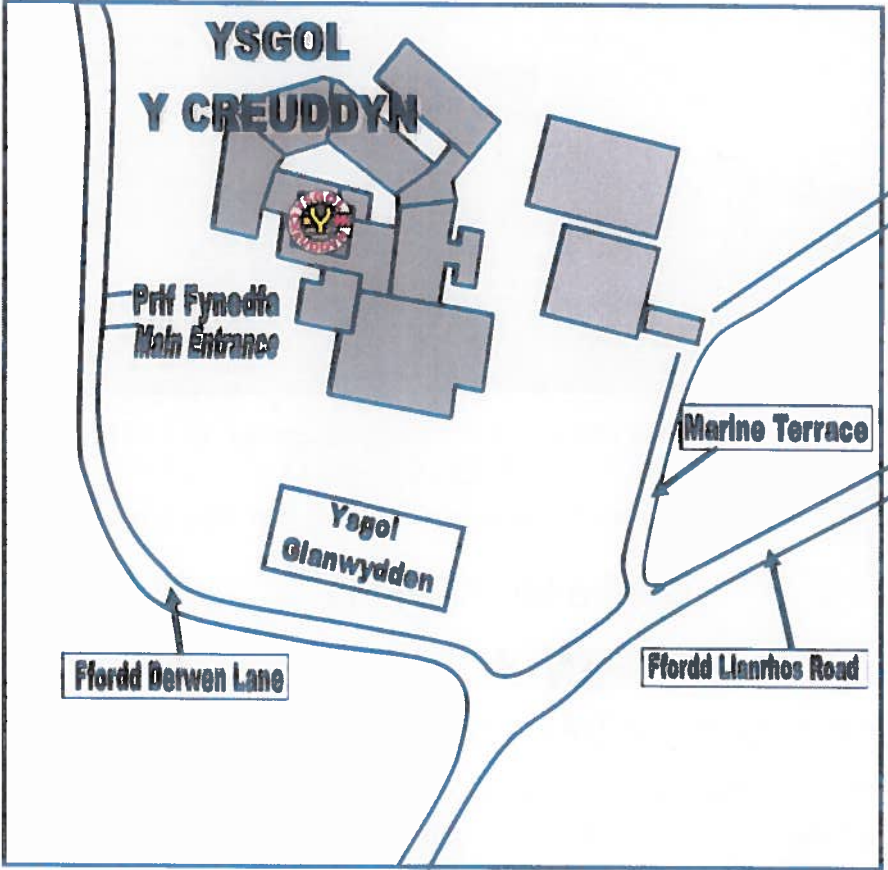 YSGOL
Y CREUDDYN
Prif Fynedfa
Main Entrance
Marine Terrace
Ysgol
Glanwydden
Ffordd Derwen Lane
Ffordd Llanrhos Road